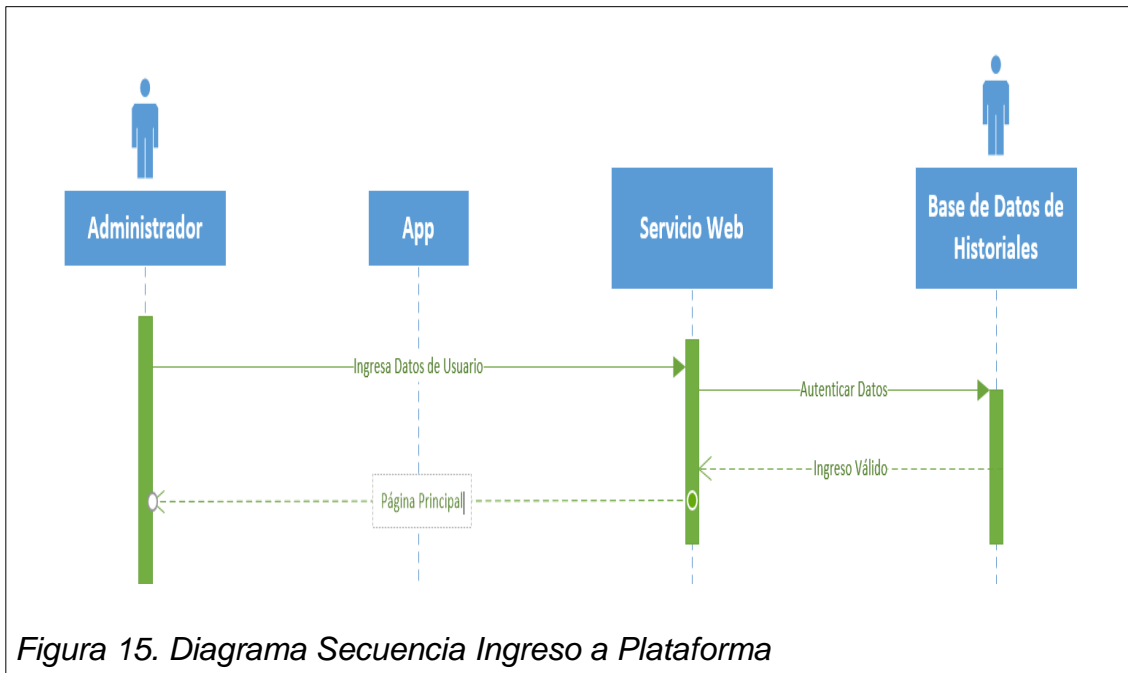 Administrador
App
Servicio Web
Base de Datos de
Historiales
Ingresa Datos de Usuario
Autenticar Datos
Ingreso Válido
Página Principal
Figura 15. Diagrama Secuencia Ingreso a Plataforma